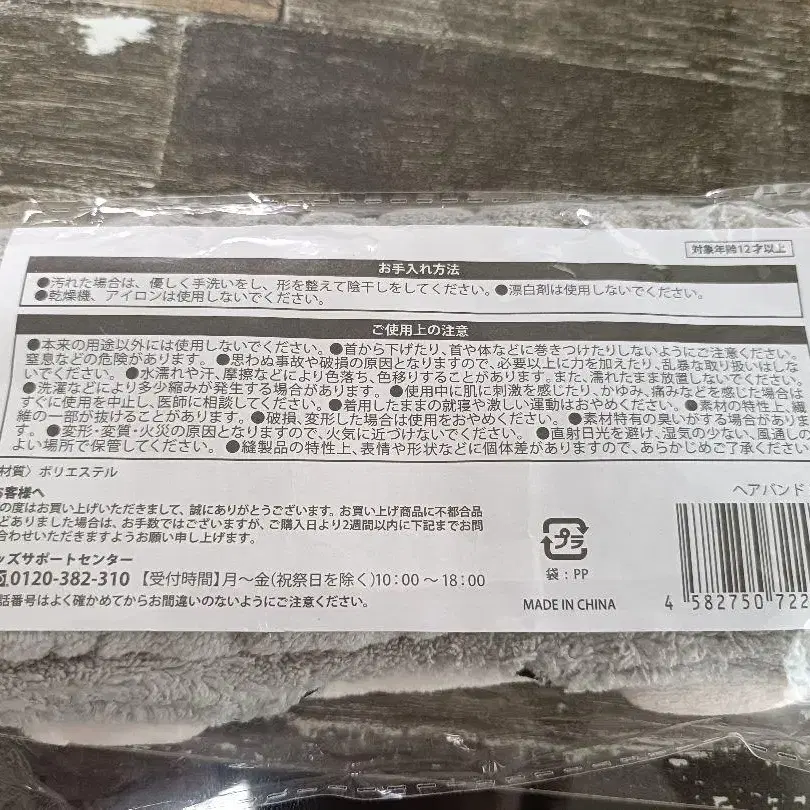 対象年齢12才以上
お手入れ方法
●汚れた場合は、優しく手洗いをし、形を整えて陰干しをしてください。●漂白剤は使用しないでください。
●乾燥機、アイロンは使用しないでください。
ご使用上の注意
●本来の用途以外には使用しないでください。●首から下げたり、首や体などに巻きつけたりしないようにご注意ください。
窒息などの危険があります。●思わぬ事故や破損の原因となりますので、必要以上に力を加えたり、乱暴な取り扱いはしな
いでください。●水濡れや汗、摩擦などにより色落ち、色移りすることがあります。また、濡れたまま放置しないでください。
●洗濯などにより多少縮みが発生する場合があります。●使用中に肌に刺激を感じたり、かゆみ、痛みなどを感じた場合は
すぐに使用を中止し、医師に相談してください。●着用したままの就寝や激しい運動はおやめください。●素材の特性上、繊
維の一部が抜けることがあります。●破損、変形した場合は使用をおやめください。●素材特有の臭いがする場合があります
す。●変形・変質・火災の原因となりますので、火気に近づけないでください。●直射日光を避け、湿気の少ない、風通しの
よい場所で保管してください。●縫製品の特性上、表情や形状などに個体差がありますので、あらかじめご了承ください
材質〉ポリエステル
客様へ
の度はお買い上げいただきまして、誠にありがとうございます。お買い上げ商品に不都合品
どありました場合は、お手数ではございますが、ご購入日より2週間以内に下記までお問
合わせいただきますようお願い申し上げます。
ッズサポートセンター
0120-382-310 【受付時間】月〜金(祝祭日を除く)10:00〜18:00
話番号はよく確かめてからお間違いのないようにご注意ください。
プラ
袋:PP
MADE IN CHINA
ヘアバンド
4 582750 722